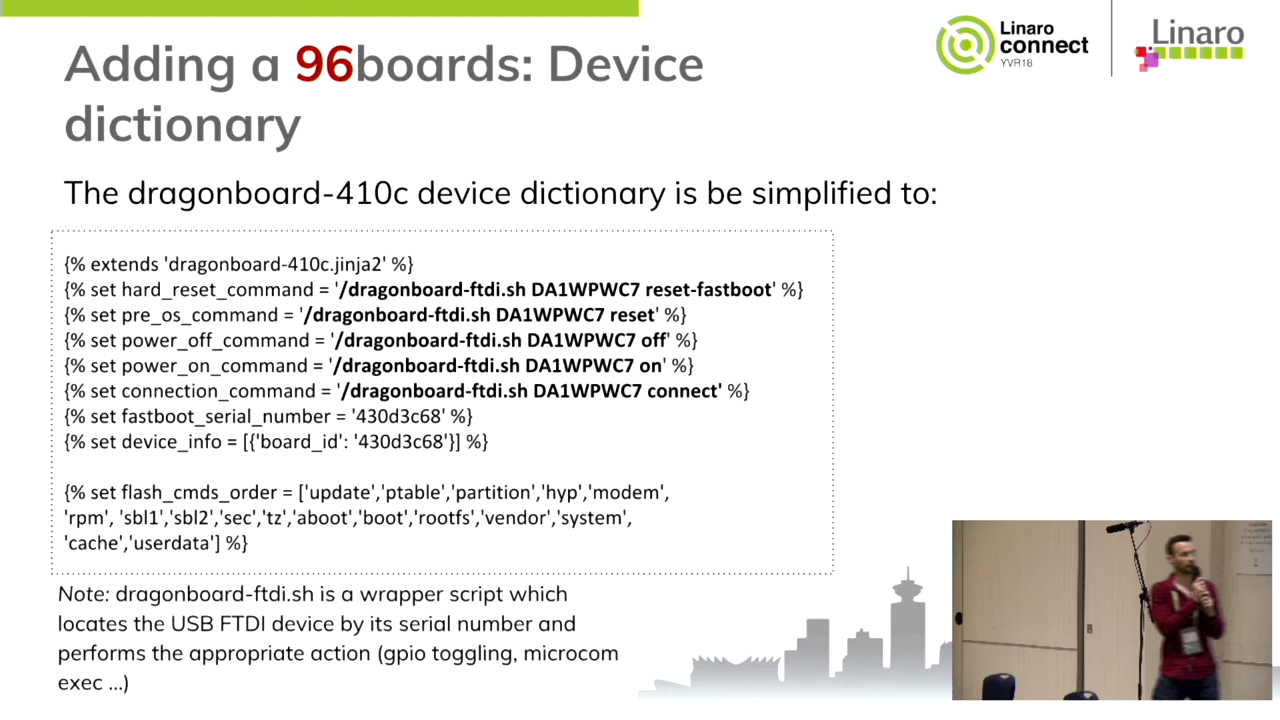 Adding a 96boards: Device
dictionary
Linaro
connect
YVR18
Linaro
The dragonboard-410c device dictionary is be simplified to:
{% extends 'dragonboard-410c.jinja2' %}
{% set hard_reset_command = '/dragonboard-ftdi.sh DA1WPWC7 reset-fastboot' %}
{% set pre_os_command = '/dragonboard-ftdi.sh DA1WPWC7 reset' %}
{% set power_off_command = '/dragonboard-ftdi.sh DA1WPWC7 off' %}
{% set power_on_command = '/dragonboard-ftdi.sh DA1WPWC7 on' %}
{% set connection_command = '/dragonboard-ftdi.sh DA1WPWC7 connect' %}
{% set fastboot_serial_number = '430d3c68' %}
{% set device_info = [{'board_id': '430d3c68'}] %}
{% set flash_cmds_order = ['update','ptable','partition','hyp','modem',
'rpm', 'sbl1','sbl2','sec','tz','aboot','boot','rootfs','vendor','system',
'cache','userdata'] %}
Note: dragonboard-ftdi.sh is a wrapper script which
locates the USB FTDI device by its serial number and
performs the appropriate action (gpio toggling, microcom
exec ...)